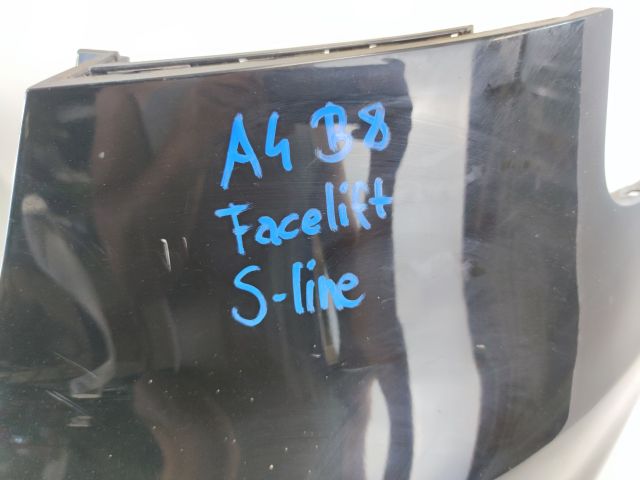 A4 B8
Facelift
S-line